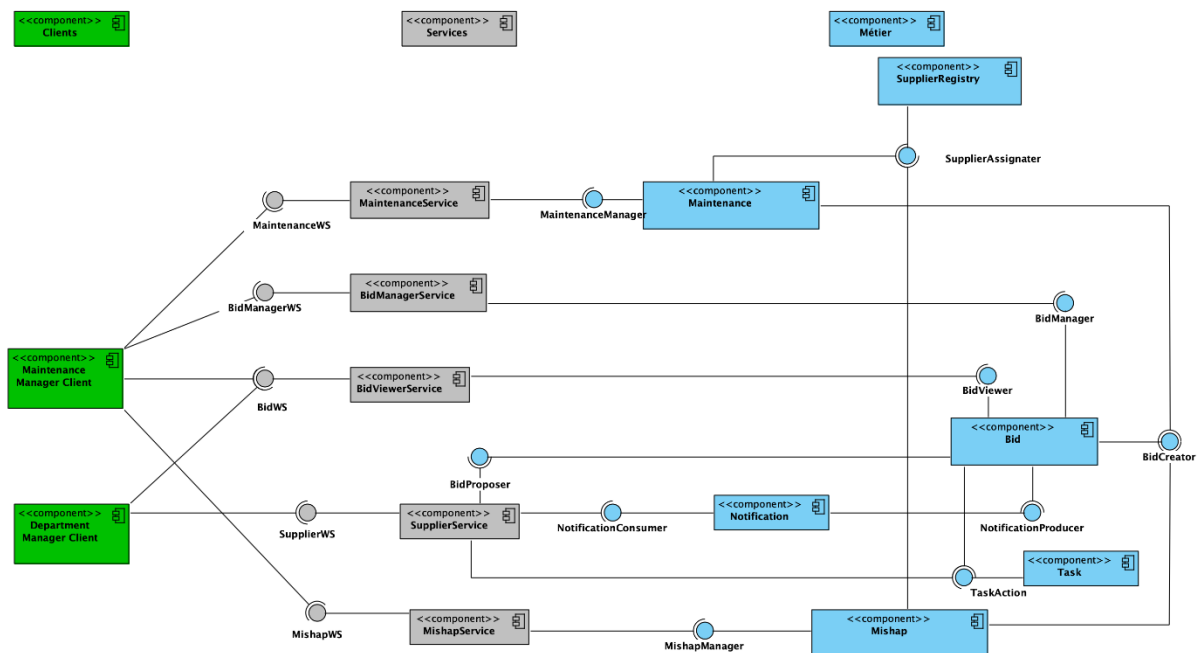 <<component>>
Clients
<<component>>
Services
<<component>>
Métier
<<component>>
SupplierRegistry
SupplierAssignater
<<component>>
MaintenanceService
<<component>>
Maintenance
MaintenanceWS
MaintenanceManager
<<component>>
BidManagerService
BidManagerWS
BidManager
<<component>>
Maintenance
Manager Client
<<component>>
BidViewerService
BidWS
BidViewer
<<component>>
Bid
BidCreator
BidProposer
<<component>>
Department
Manager Client
SupplierWS
<<component>>
SupplierService
NotificationConsumer
<<component>>
Notification
NotificationProducer
<<component>>
Task
TaskAction
MishapWS
<<component>>
MishapService
MishapManager
<<component>>
Mishap